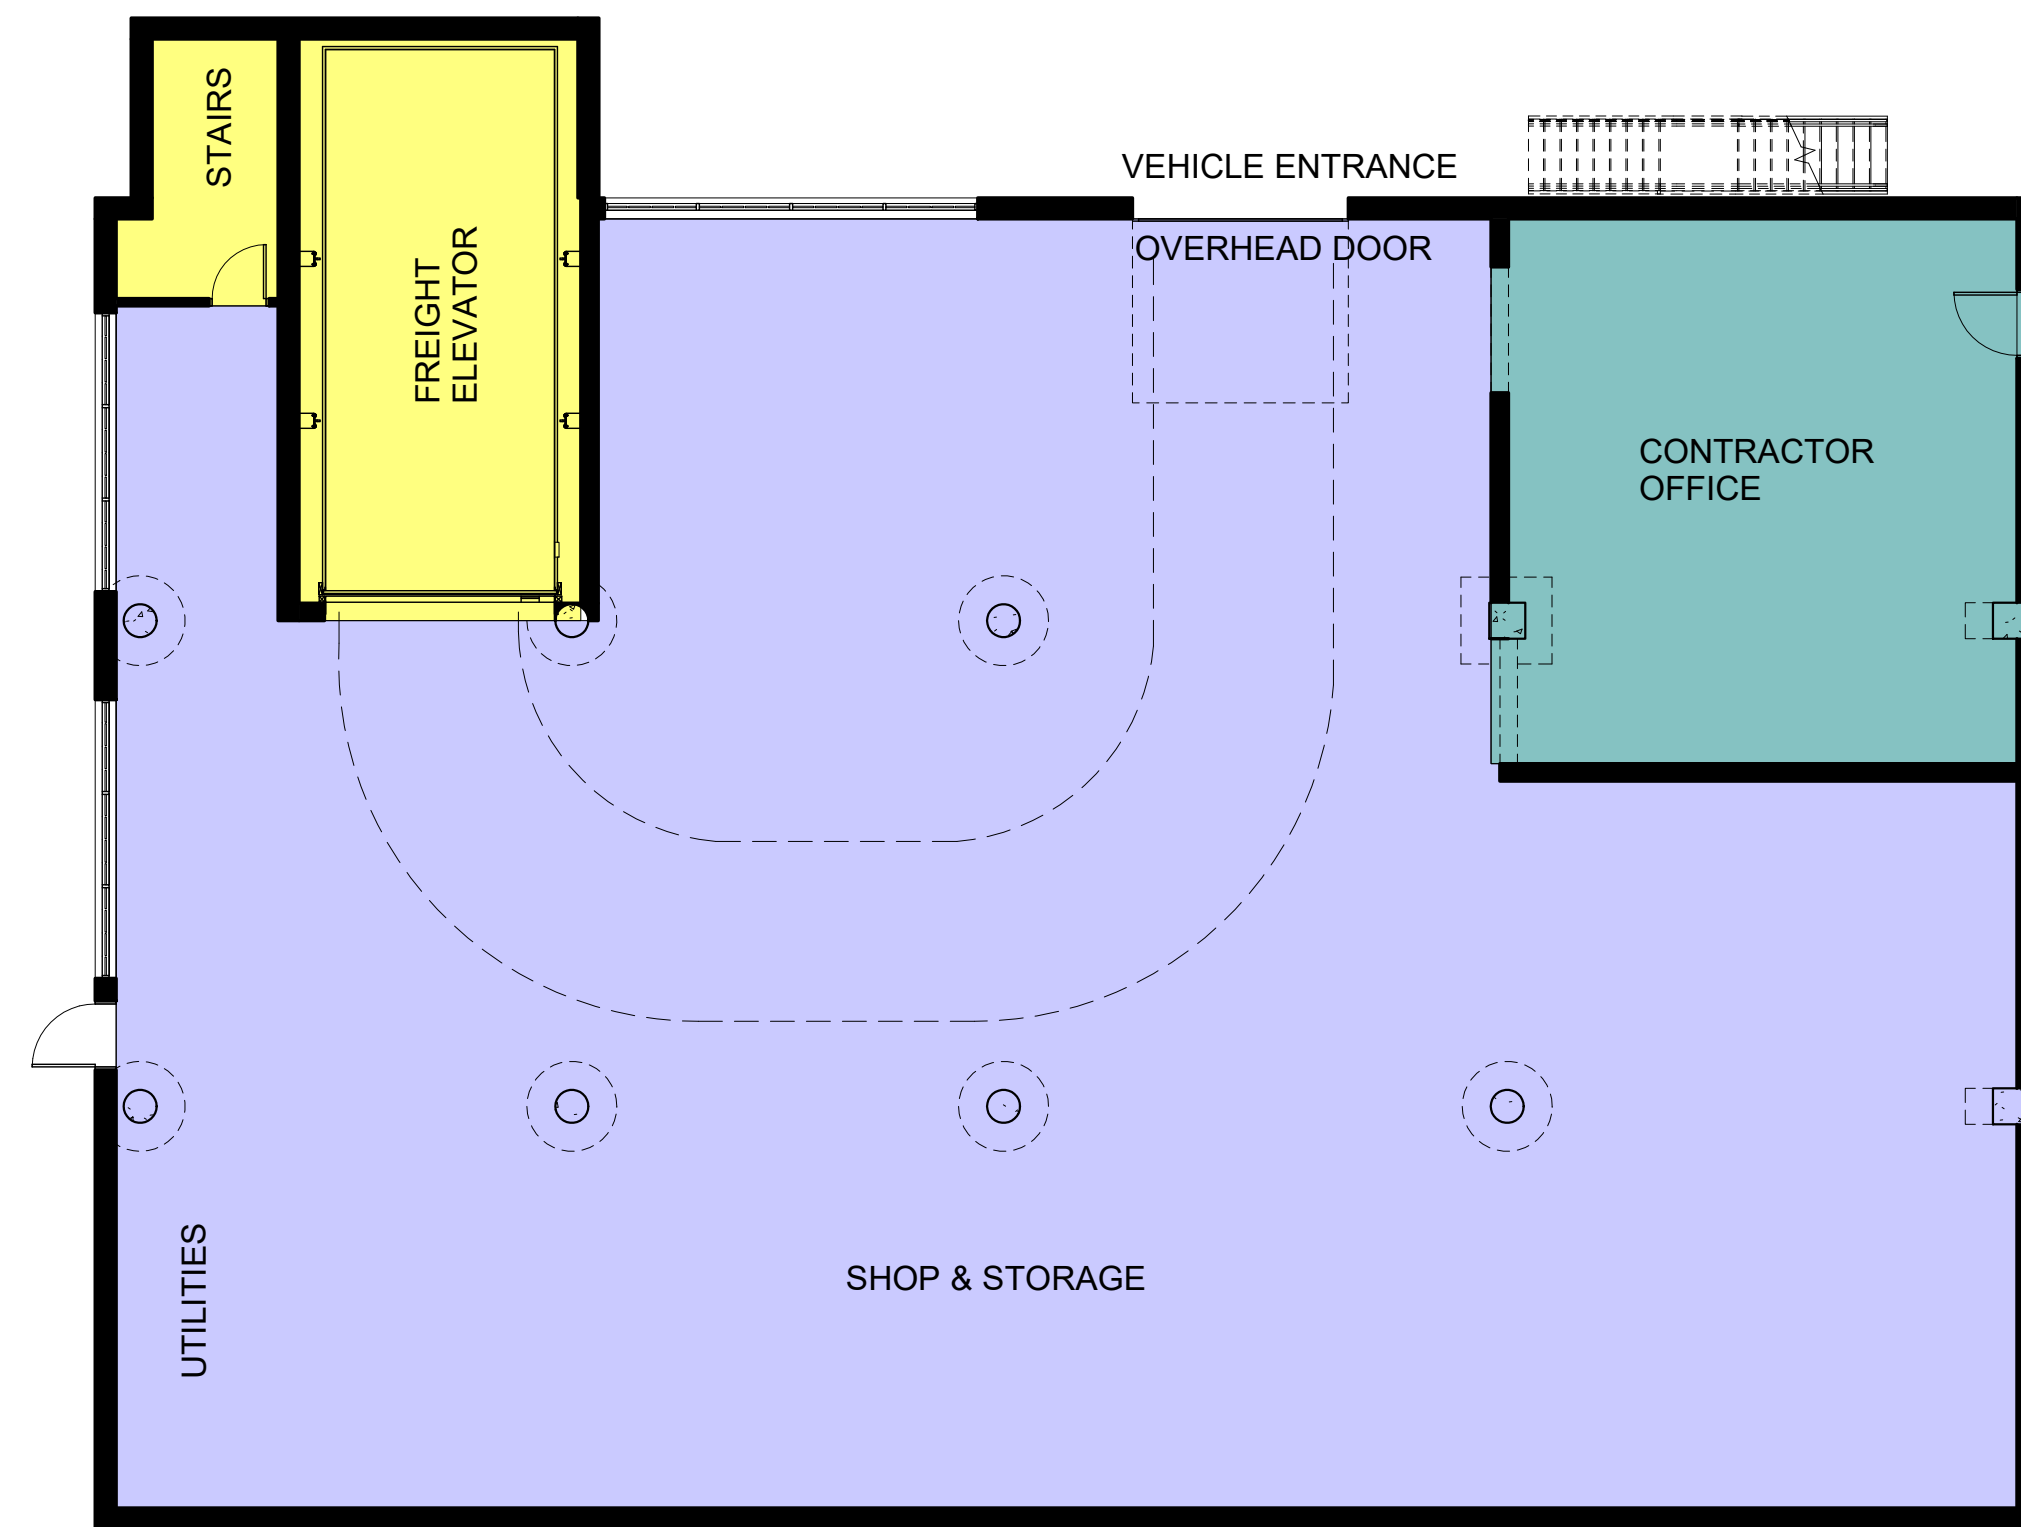 STAIRS
VEHICLE ENTRANCE
OVERHEAD DOOR
FREIGHT
ELEVATOR
CONTRACTOR
OFFICE
UTILITIES
SHOP & STORAGE